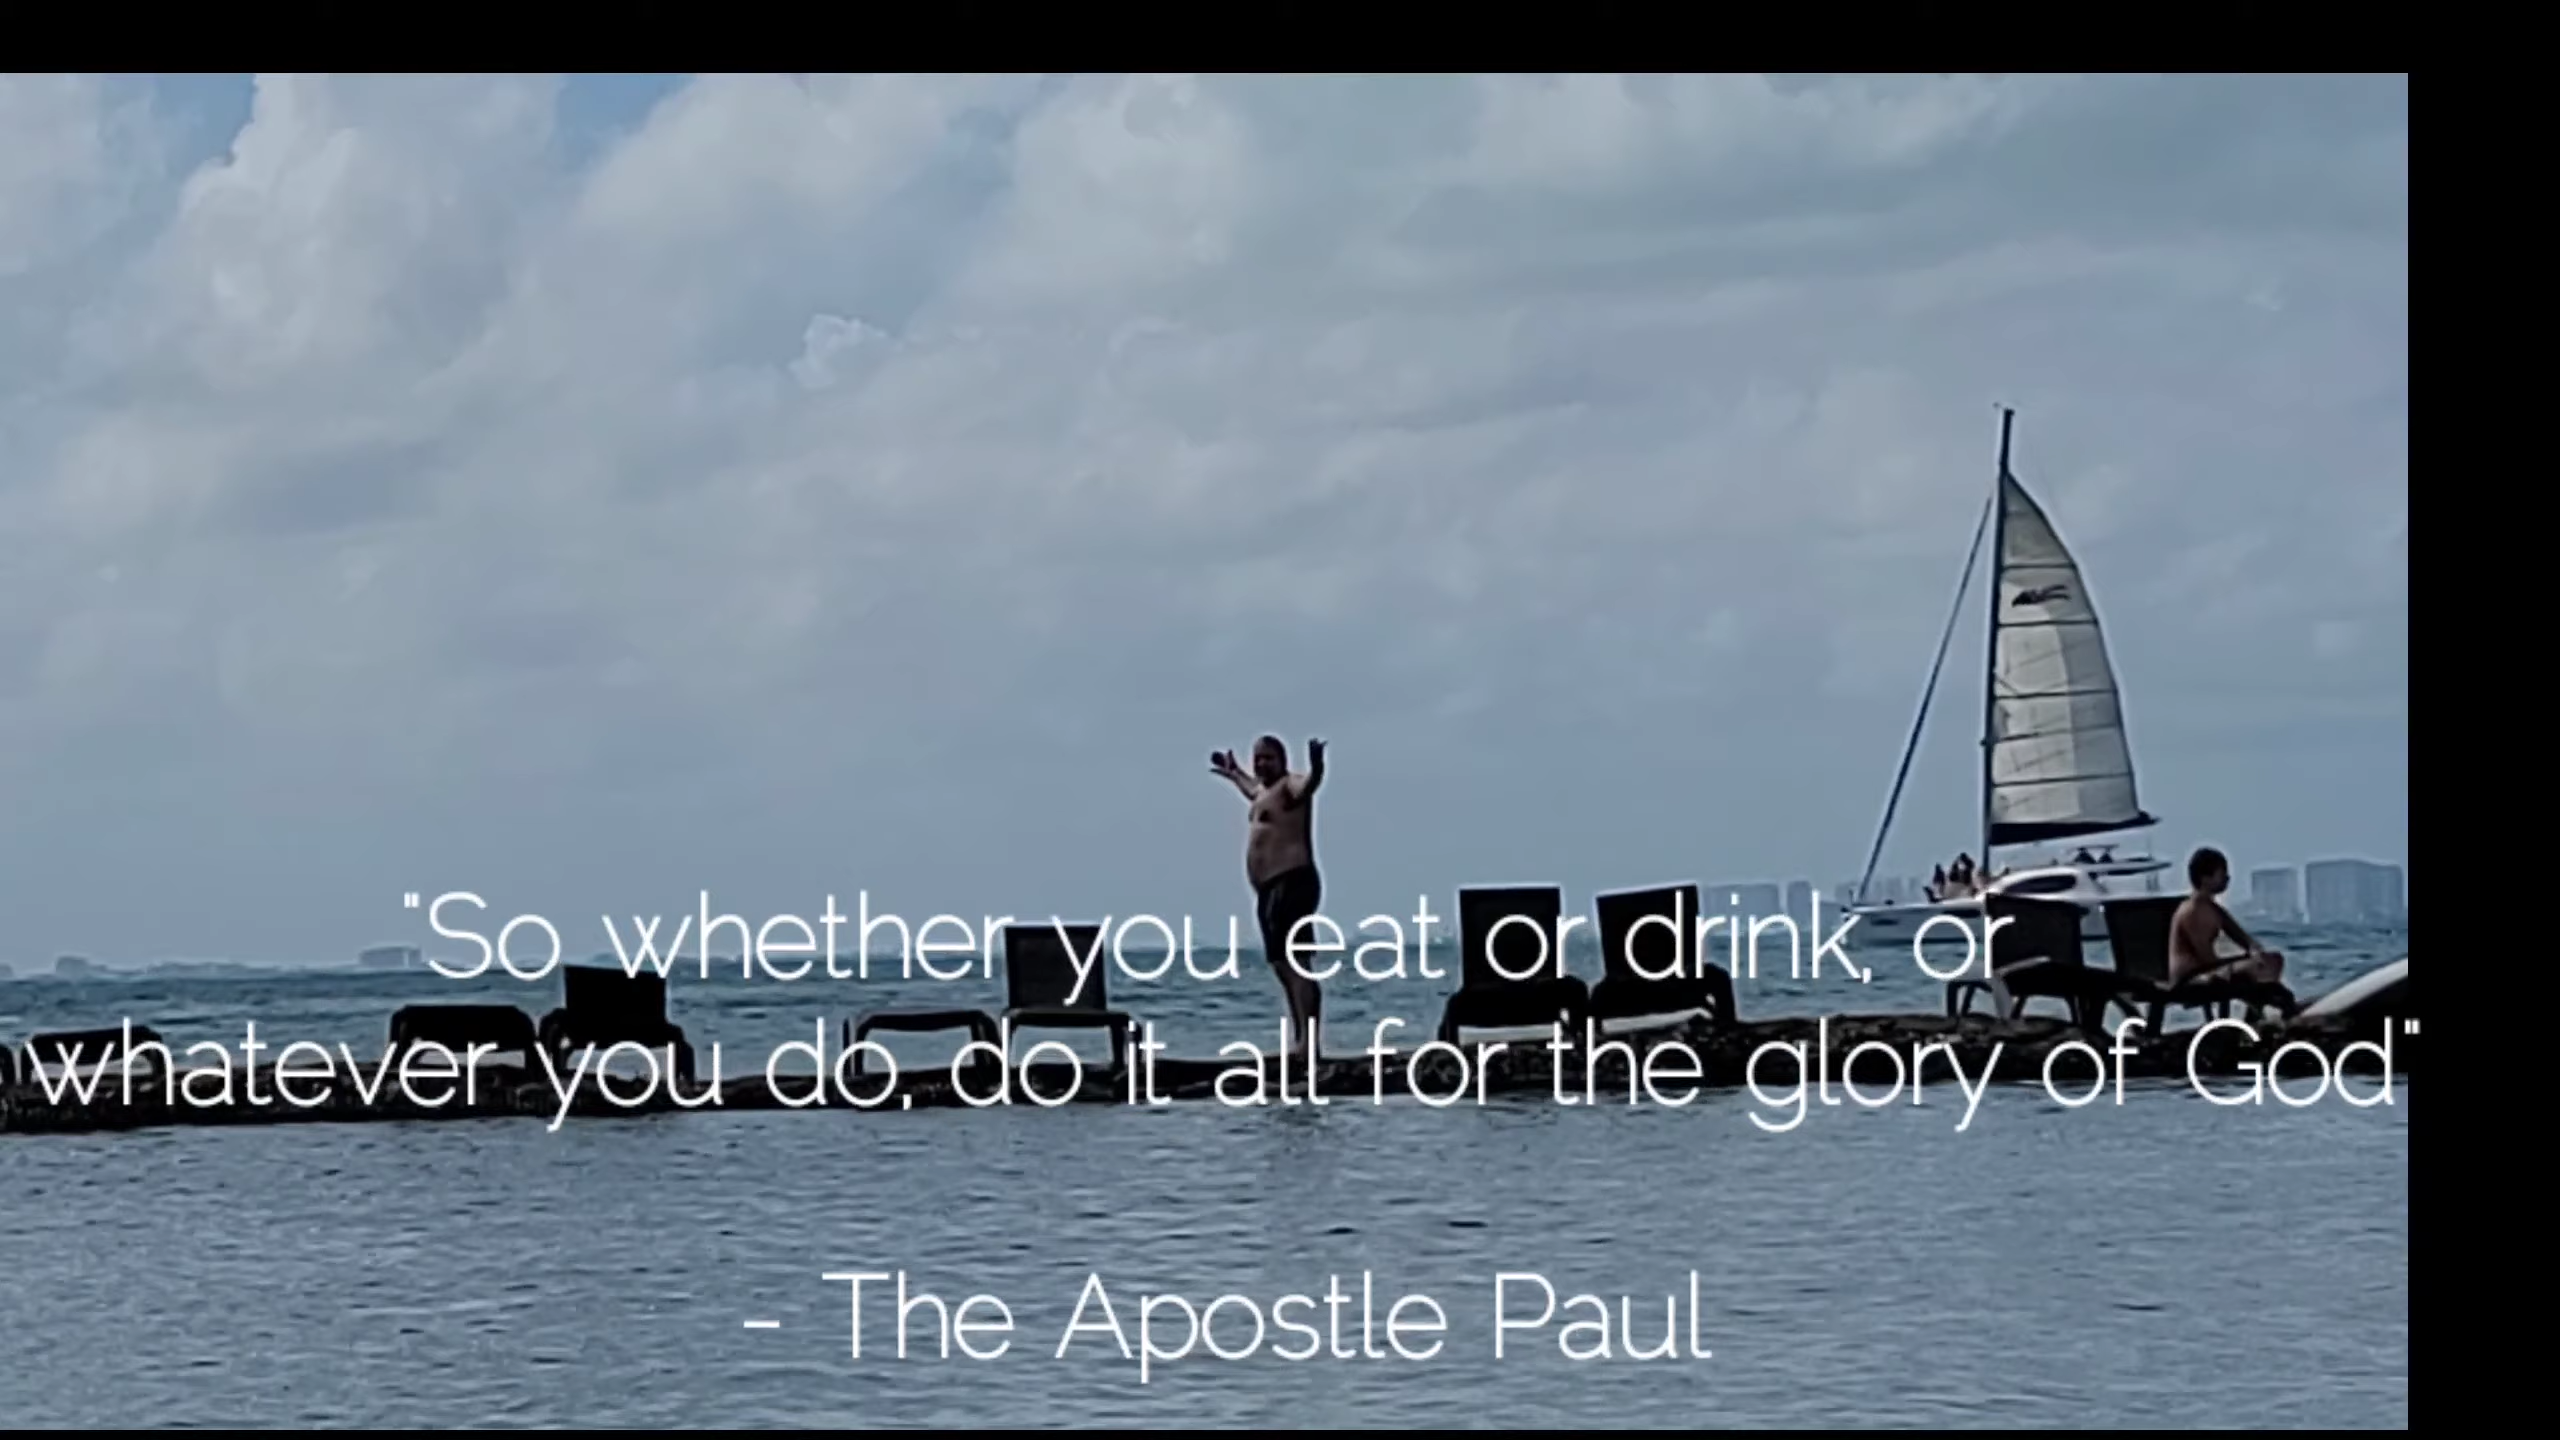 "So whether you eat or drink, or
whatever you do, do it all for the glory of God"
- The Apostle Paul